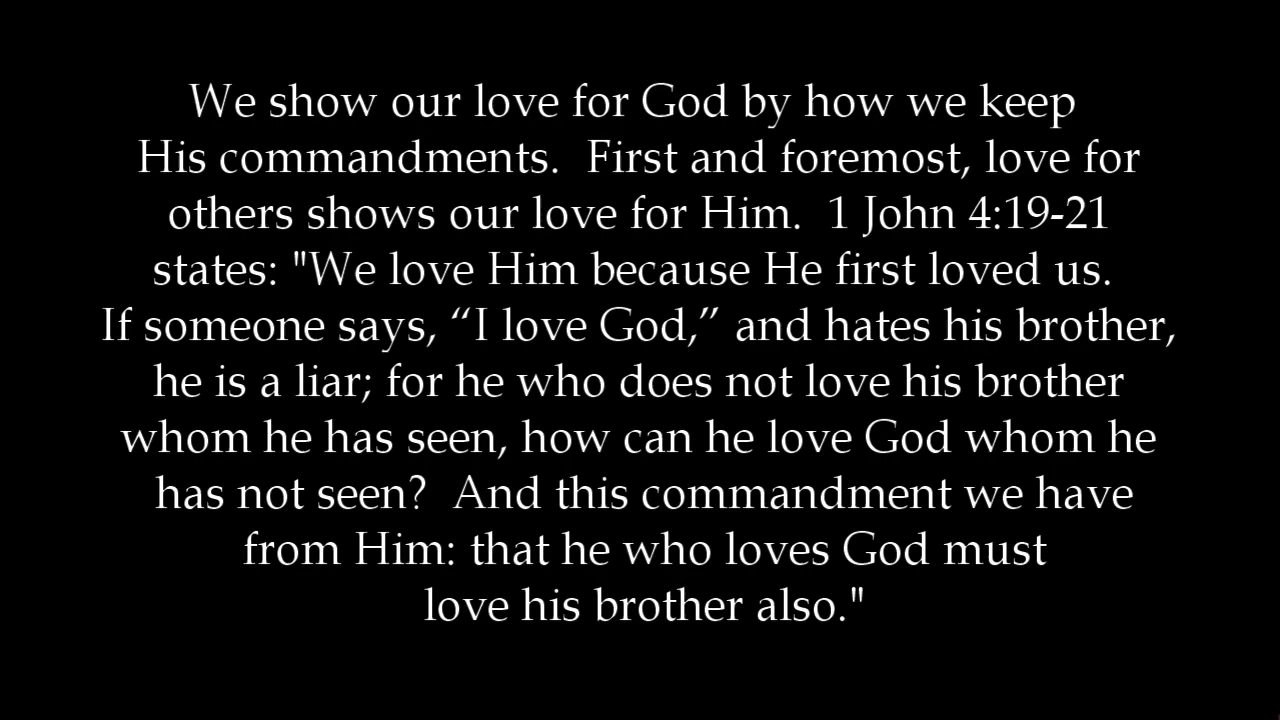 We show our love for God by how we keep
His commandments.  First and foremost, love for
others shows our love for Him.  1 John 4:19-21
states: "We love Him because He first loved us.
If someone says, “I love God,” and hates his brother,
he is a liar; for he who does not love his brother
whom he has seen, how can he love God whom he
has not seen?  And this commandment we have
from Him: that he who loves God must
love his brother also."